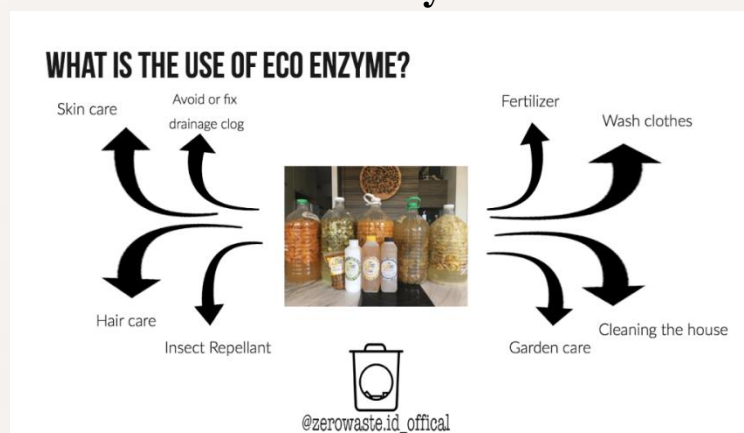 WHAT IS THE USE OF ECO ENZYME?
Skin care
Avoid or fix
drainage clog
Fertilizer
Wash clothes
Hair care
Insect Repellant
Garden care
Cleaning the house
@zerowaste.id_offical